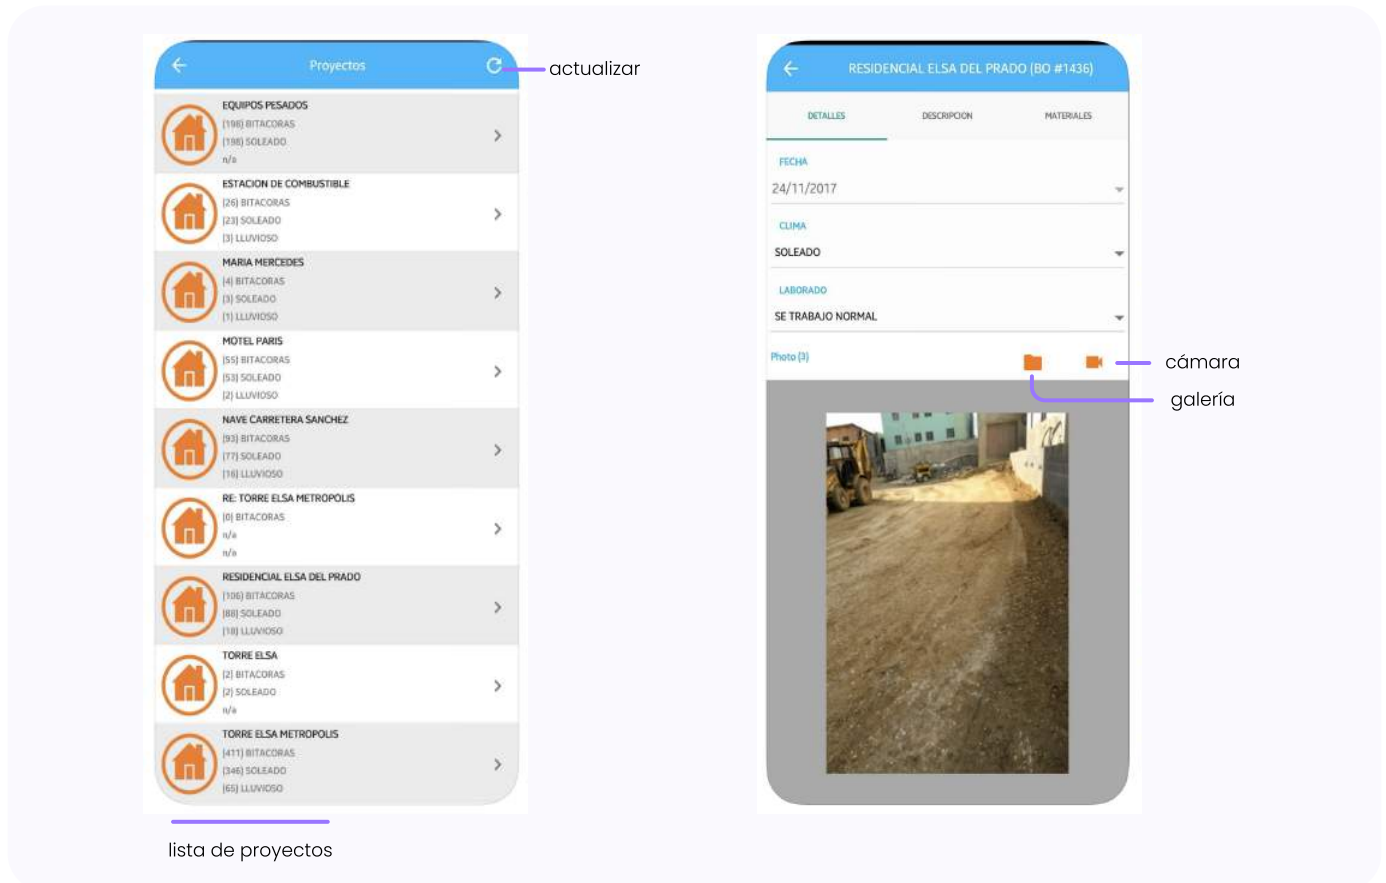 Proyectos
actualizar
EQUIPOS PESADOS
(198) BITACORAS
(198) SOLEADO
n/a
ESTACION DE COMBUSTIBLE
(26) BITACORAS
(23) SOLEADO
(3) LLUVIOSO
MARIA MERCEDES
(4) BITACORAS
(3) SOLEADO
(1) LLUVIOSO
MOTEL PARIS
(55) BITACORAS
(53) SOLEADO
(2) LLUVIOSO
NAVE CARRETERA SANCHEZ
(93) BITACORAS
(77) SOLEADO
(16) LLUVIOSO
RE: TORRE ELSA METROPOLIS
(0) BITACORAS
n/a
n/a
RESIDENCIAL ELSA DEL PRADO
(106) BITACORAS
(88) SOLEADO
(18) LLUVIOSO
TORRE ELSA
(2) BITACORAS
(2) SOLEADO
n/a
TORRE ELSA METROPOLIS
(411) BITACORAS
(346) SOLEADO
(65) LLUVIOSO
lista de proyectos
RESIDENCIAL ELSA DEL PRADO (BO #1436)
DETALLES DESCRIPCION MATERIALES
FECHA
24/11/2017
CLIMA
SOLEADO
LABORADO
SE TRABAJO NORMAL
Photo (3)
cámara
galería